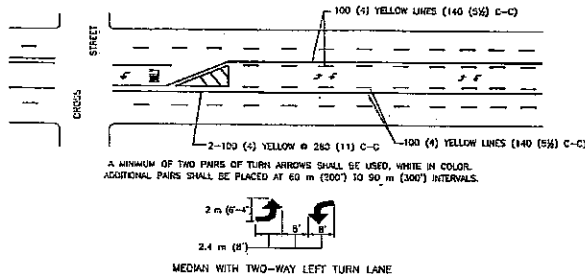 100 (4) YELLOW LINES (140 (5½) C-C)
STREET
CROSS
2-100 (4) YELLOW @ 280 (11) C-C
100 (4) YELLOW LINES (140 (5½) C-C)
A MINIMUM OF TWO PAIRS OF TURN ARROWS SHALL BE USED, WHITE IN COLOR.
ADDITIONAL PAIRS SHALL BE PLACED AT 60 m (200') TO 90 m (300') INTERVALS.
2 m (6'-4")
8' 8'
2.4 m (8')
MEDIAN WITH TWO-WAY LEFT TURN LANE